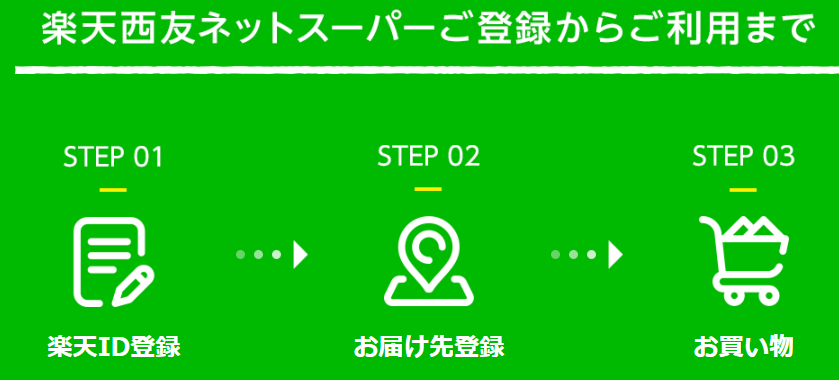 楽天西友ネットスーパーご登録からご利用まで
STEP 01
STEP 02
STEP 03
楽天ID登録
お届け先登録
お買い物